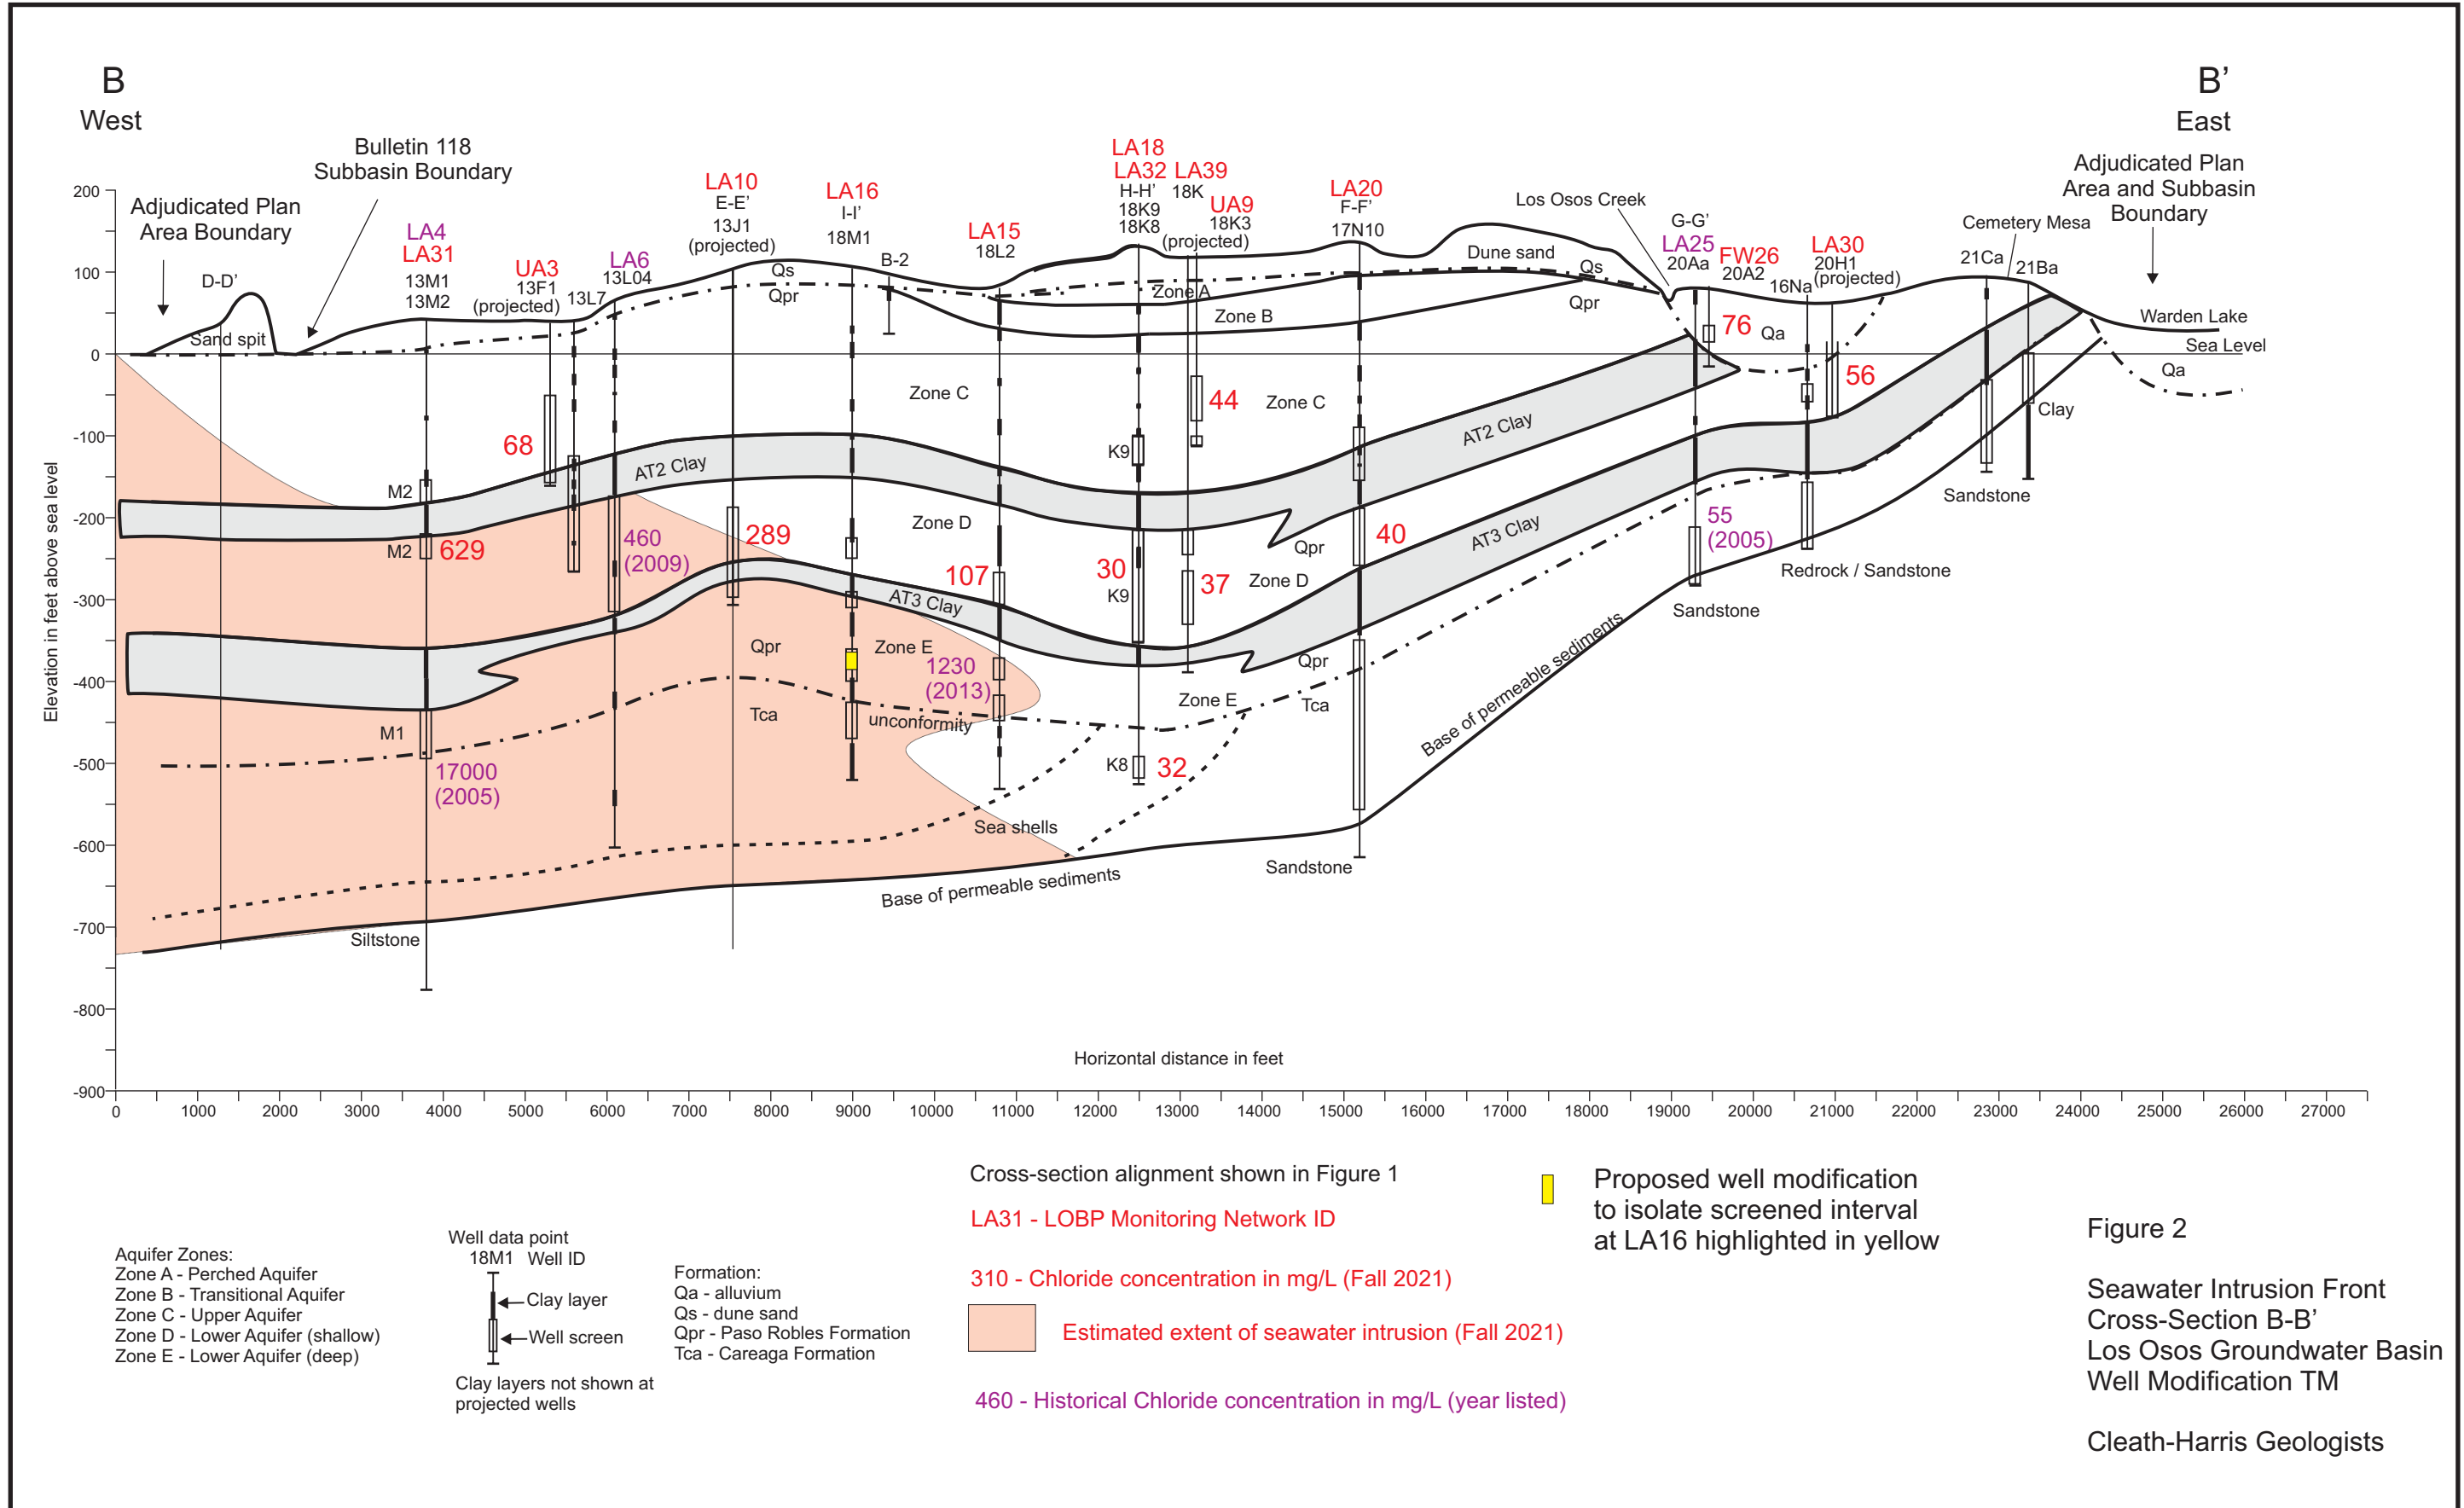 B
West
B’
East
Bulletin 118
Subbasin Boundary
Adjudicated Plan
Area Boundary
Adjudicated Plan
Area and Subbasin
Boundary
D-D’
Sand spit
LA4
LA31
13M1
13M2
UA3
13F1
(projected)
13L7
LA6
13L04
LA10
E-E’
13J1
(projected)
LA16
I-I’
18M1
B-2
LA15
18L2
LA18
LA32
H-H’
18K9
18K8
LA39
18K
UA9
18K3
(projected)
LA20
F-F’
17N10
Los Osos Creek
G-G’
LA25
20Aa
FW26
20A2
16Na
LA30
20H1
(projected)
Cemetery Mesa
21Ca
21Ba
Warden Lake
Sea Level
Qs
Qpr
Zone A
Zone B
Dune sand
Qs
Qpr
76
Qa
56
Qa
Clay
Zone C
44
Zone C
68
AT2 Clay
AT2 Clay
M2
M2
629
460
(2009)
289
Zone D
107
K9
30
K9
37
Qpr
Zone D
40
AT3 Clay
AT3 Clay
55
(2005)
Sandstone
Redrock / Sandstone
Sandstone
Qpr
Zone E
1230
(2013)
Qpr
Zone E
Tca
Tca
unconformity
M1
17000
(2005)
K8
32
Base of permeable sediments
Sea shells
Sandstone
Base of permeable sediments
Siltstone
Elevation in feet above sea level
200
100
0
-100
-200
-300
-400
-500
-600
-700
-800
-900
Horizontal distance in feet
0 1000 2000 3000 4000 5000 6000 7000 8000 9000 10000 11000 12000 13000 14000 15000 16000 17000 18000 19000 20000 21000 22000 23000 24000 25000 26000 27000
Aquifer Zones:
Zone A - Perched Aquifer
Zone B - Transitional Aquifer
Zone C - Upper Aquifer
Zone D - Lower Aquifer (shallow)
Zone E - Lower Aquifer (deep)
Well data point
18M1 Well ID
Clay layer
Well screen
Clay layers not shown at
projected wells
Formation:
Qa - alluvium
Qs - dune sand
Qpr - Paso Robles Formation
Tca - Careaga Formation
Cross-section alignment shown in Figure 1
LA31 - LOBP Monitoring Network ID
310 - Chloride concentration in mg/L (Fall 2021)
Estimated extent of seawater intrusion (Fall 2021)
460 - Historical Chloride concentration in mg/L (year listed)
Proposed well modification
to isolate screened interval
at LA16 highlighted in yellow
Figure 2
Seawater Intrusion Front
Cross-Section B-B’
Los Osos Groundwater Basin
Well Modification TM
Cleath-Harris Geologists